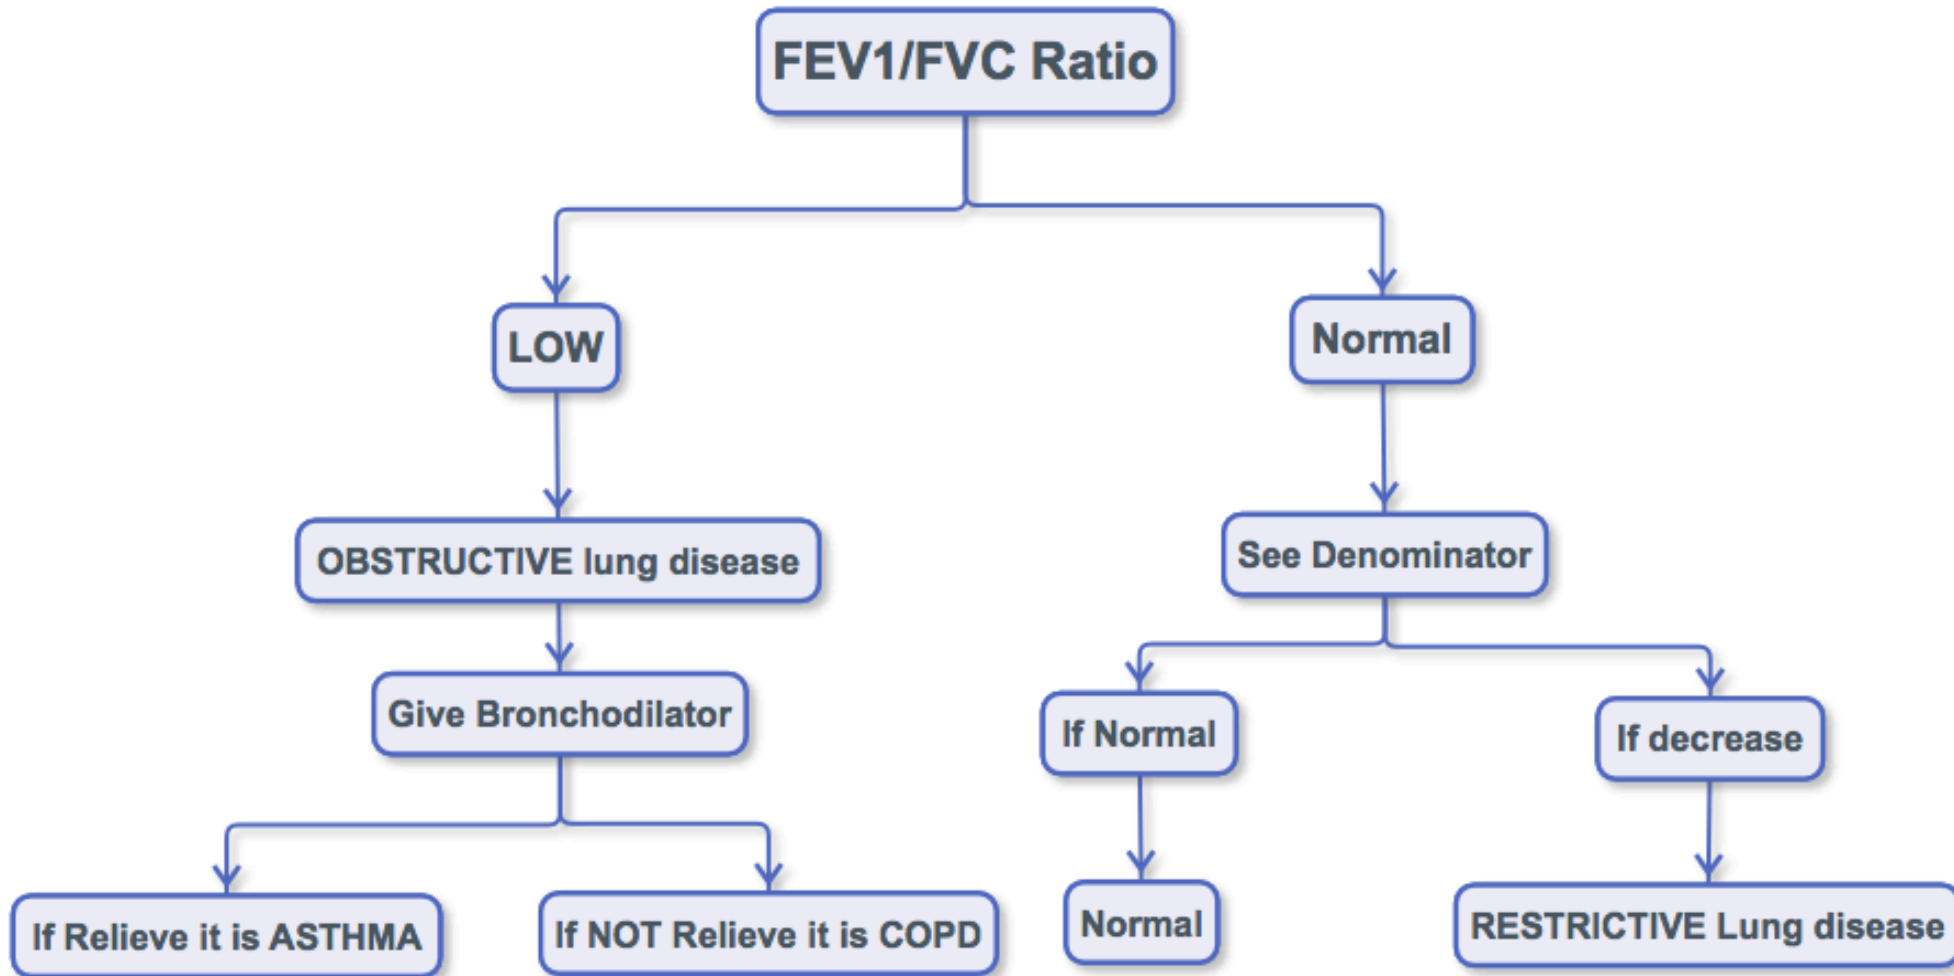 FEV1/FVC Ratio
LOW
Normal
OBSTRUCTIVE lung disease
See Denominator
Give Bronchodilator
If Normal
If decrease
If Relieve it is ASTHMA
If NOT Relieve it is COPD
Normal
RESTRICTIVE Lung disease